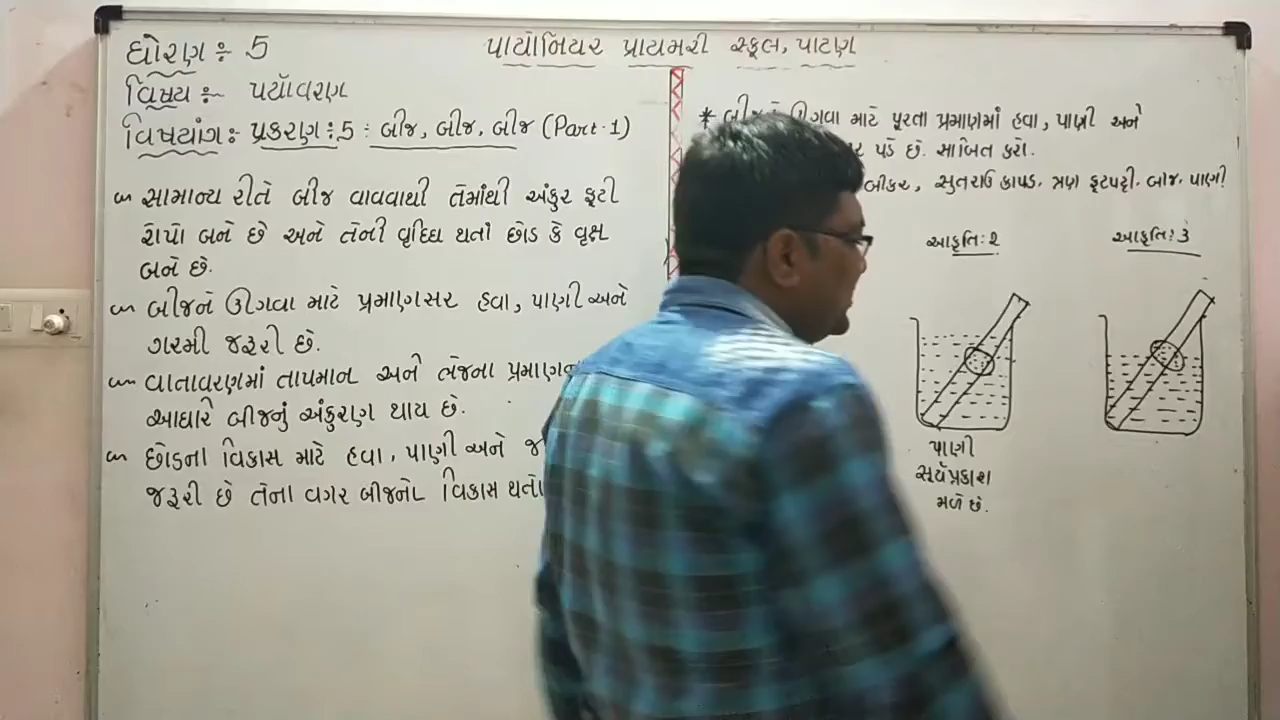 ધોરણ : 5
પાયોનિયર પ્રાયમરી સ્કૂલ, પાટણ
વિષય :- પર્યાવરણ
વિષયાંગ : પ્રકરણ : 5 : બીજ, બીજ, બીજ (Part-1)
સામાન્ય રીતે બીજ વાવવાથી તેમાંથી અંકુર ફૂટી
રોપો બને છે અને તેની વૃદ્ધિ થતાં છોડ કે વૃક્ષ
બને છે.
બીજને ઊગવા માટે પ્રમાણસર હવા, પાણી અને
ગરમી જરૂરી છે.
વાતાવરણમાં તાપમાન અને ભેજના
આધારે બીજનું અંકુરણ થાય છે.
છોડના વિકાસ માટે હવા, પાણી અને જ
જરૂરી છે તેના વગર બીજનો વિકાસ થતો
* ઊગવા માટે પૂરતા પ્રમાણમાં હવા, પાણી અને
પડે છે. સાબિત કરો.
બીકર, સુતરાઉ કાપડ, ત્રણ ફૂટપટ્ટી, બીજ, પાણી
આકૃતિ : ૨
આકૃતિ : ૩
પાણી
સૂર્યપ્રકાશ
મળે છે.